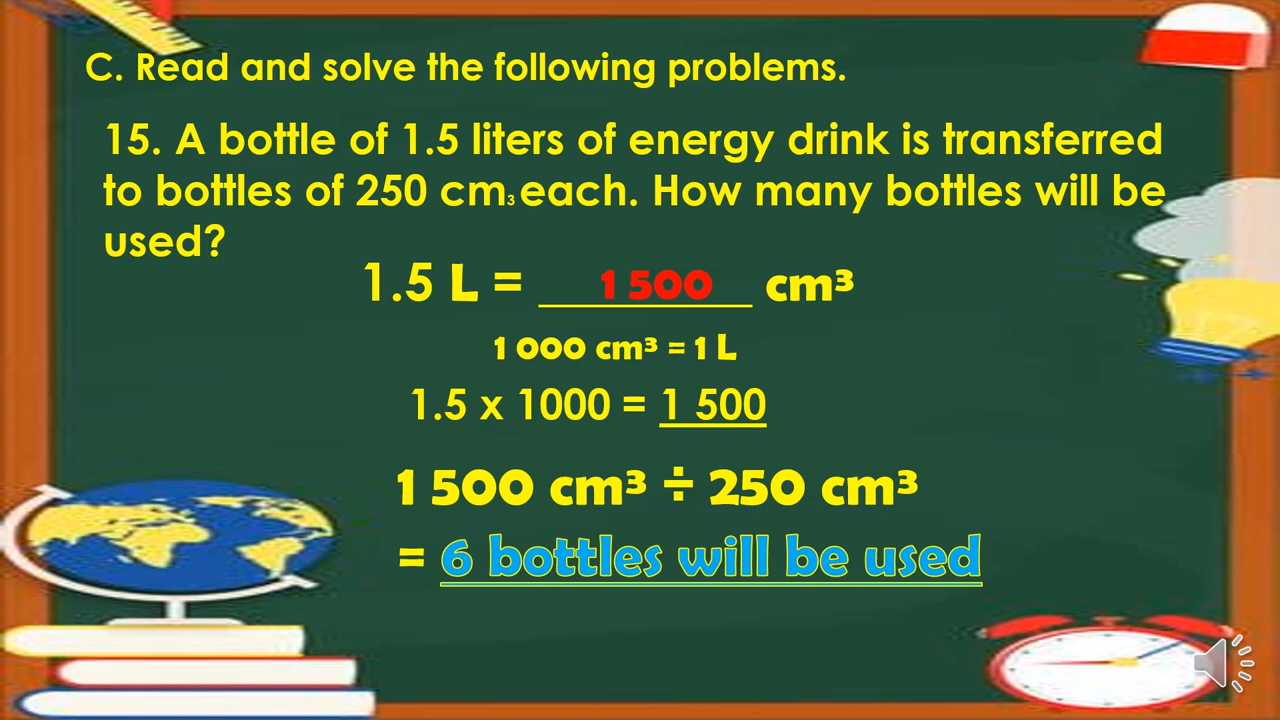 C. Read and solve the following problems.
15. A bottle of 1.5 liters of energy drink is transferred
to bottles of 250 cm₃ each. How many bottles will be
used?
1.5 L = __1 500__ cm³
1 000 cm³ = 1 L
1.5 x 1000 = 1 500
1 500 cm³ ÷ 250 cm³
= 6 bottles will be used